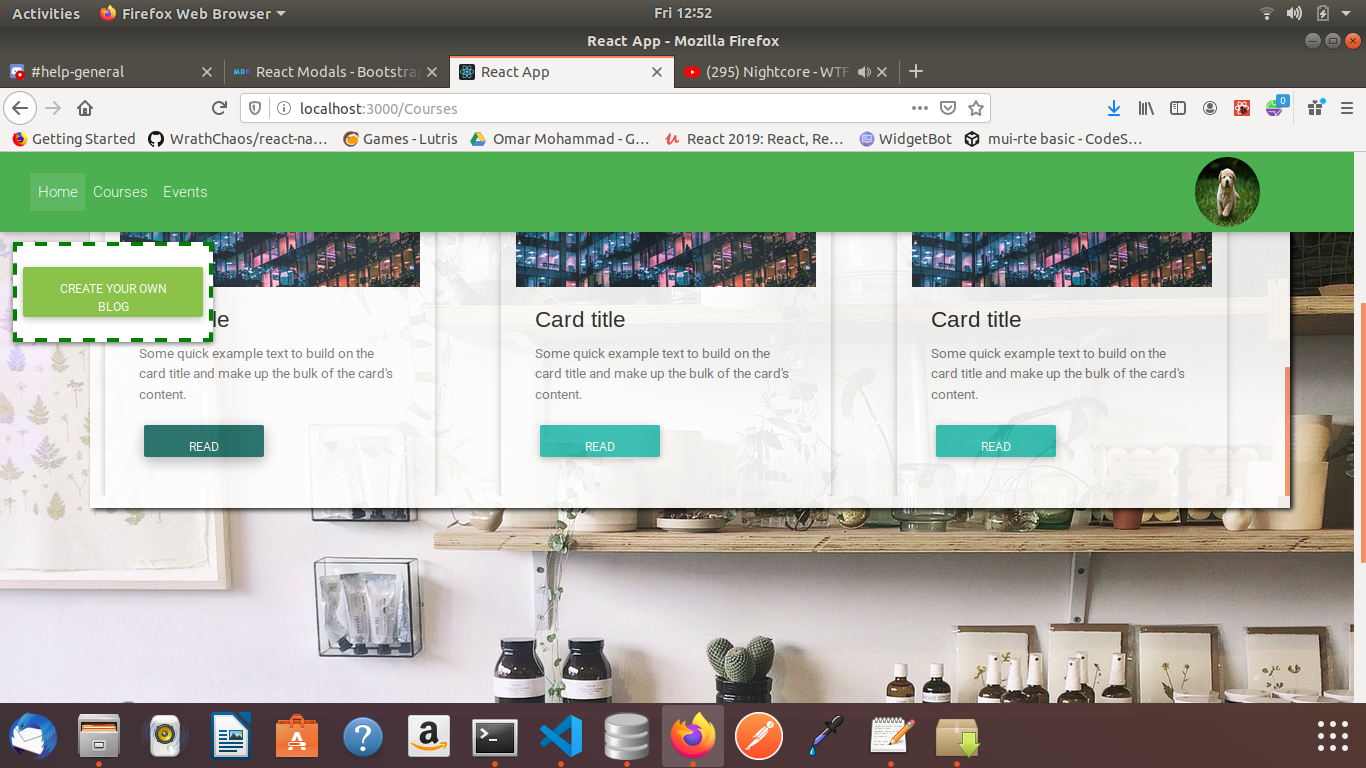 Activities Firefox Web Browser Fri 12:52
React App - Mozilla Firefox
#help-general React Modals - Bootstrap React App (295) Nightcore - WTF
localhost:3000/Courses 0
Getting Started WrathChaos/react-na… Games - Lutris Omar Mohammad - G… React 2019: React, Re… WidgetBot mui-rte basic - CodeS…
Home Courses Events
CREATE YOUR OWN
BLOG
le Card title Card title
Some quick example text to build on the
card title and make up the bulk of the card's
content.
Some quick example text to build on the
card title and make up the bulk of the card's
content.
Some quick example text to build on the
card title and make up the bulk of the card's
content.
READ READ READ